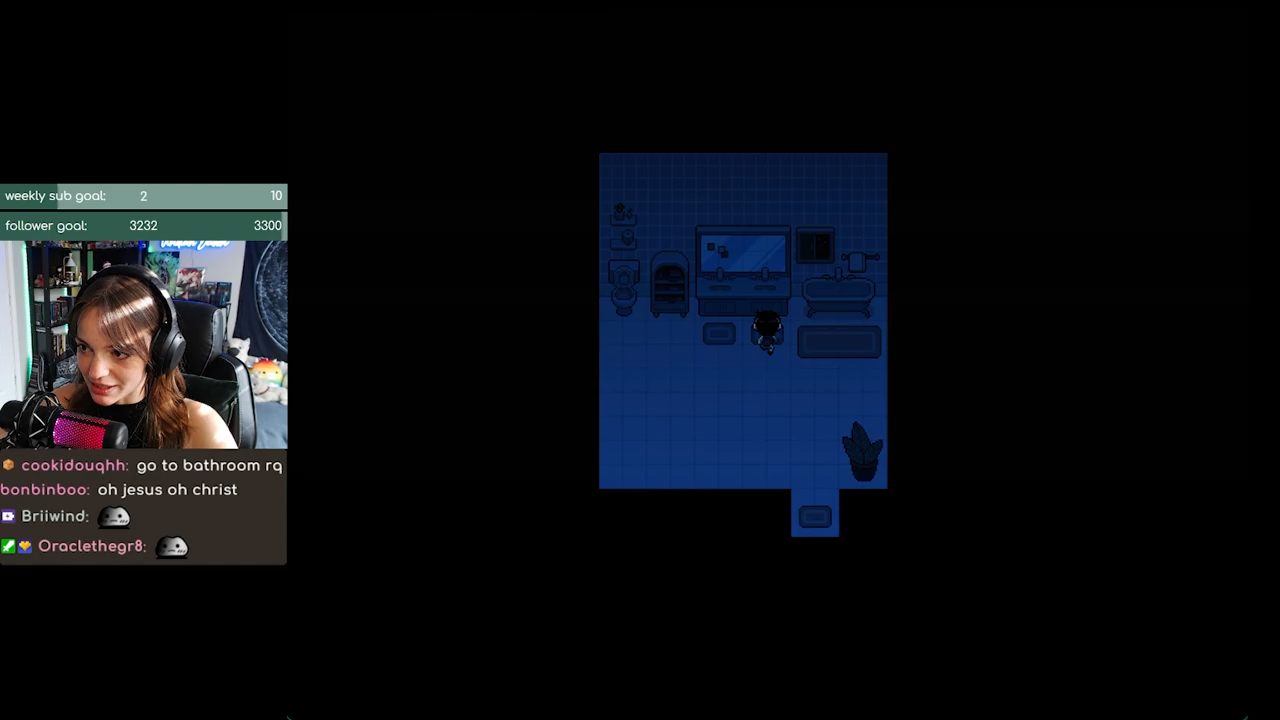 weekly sub goal: 2 10
follower goal: 3232 3300
cookidouqhh: go to bathroom rq
bonbinboo: oh jesus oh christ
Briiwind:
Oraclethegr8: